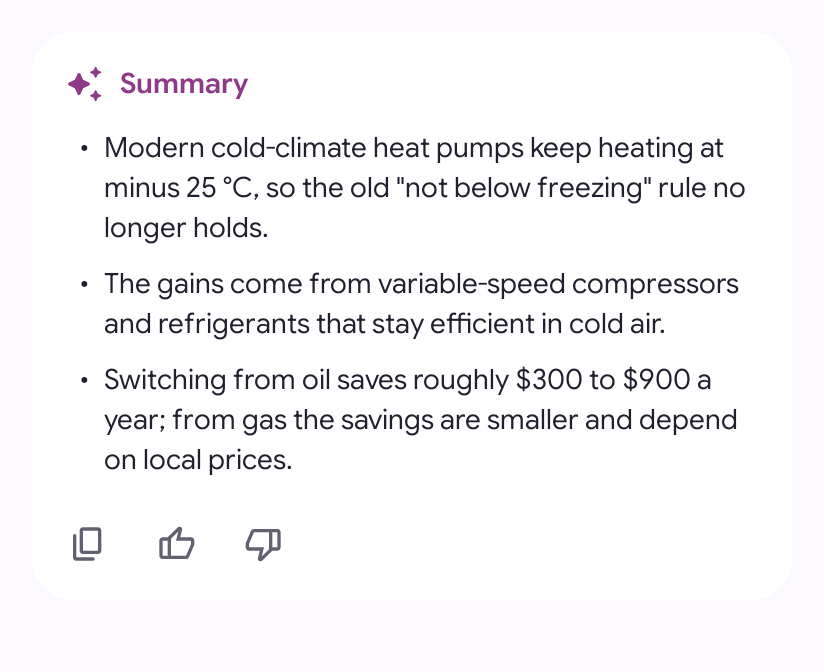 Summary
• Modern cold-climate heat pumps keep heating at
minus 25 °C, so the old "not below freezing" rule no
longer holds.
• The gains come from variable-speed compressors
and refrigerants that stay efficient in cold air.
• Switching from oil saves roughly $300 to $900 a
year; from gas the savings are smaller and depend
on local prices.